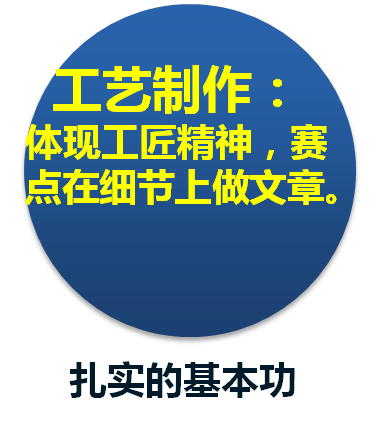 工艺制作：
体现工匠精神，赛
点在细节上做文章。
扎实的基本功